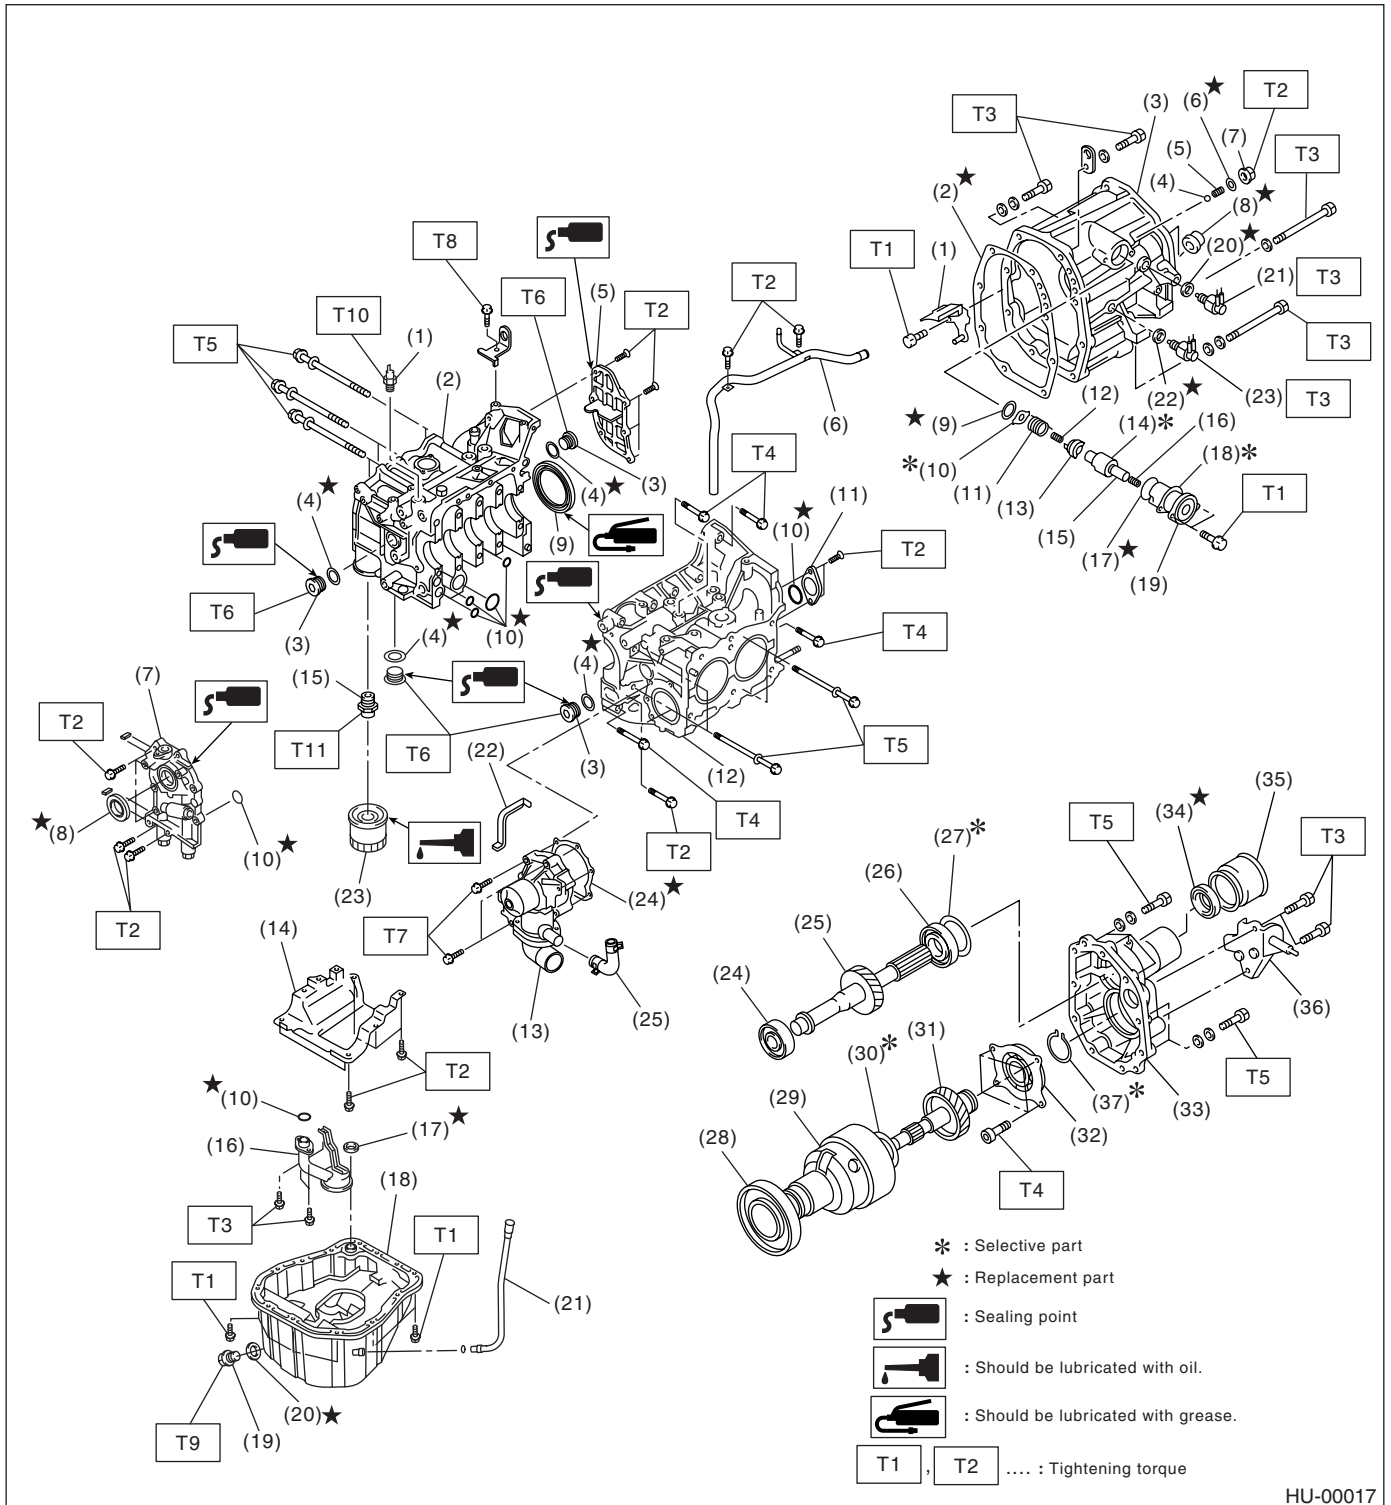 T3
(6)★
T2
(3)
(7)
(5)
T3
(2)★
(4)
(8)★
T8
T1
(1)
(20)★
T6
(5)
T2
T2
(21)
T3
T10
T5
(1)
T3
(2)
(6)
(22)★
(23)
T3
(12)
★(9)
(14)*
(16)
*(10)
(18)*
(11)
(13)
T1
(15)
(17)★
(19)
T4
(3)
(4)★
(4)★
(9)
(10)★
(11)
T2
T6
(3)
(10)★
(4)★
(4)★
T4
(7)
(15)
T2
T11
T6
(22)
(3)
(12)
T5
T4
★(8)
(10)★
T2
T2
(23)
(24)★
T7
(14)
(13)
(25)
T2
(35)
(34)★
T5
T3
(27)*
(26)
(25)
(24)
(36)
(31)
(30)*
T5
(29)
(37)*
(33)
(32)
(28)
T4
★(10)
(17)★
(16)
(18)
T3
T1
T1
(21)
(20)★
T9
(19)
* : Selective part
★ : Replacement part
: Sealing point
: Should be lubricated with oil.
: Should be lubricated with grease.
T1 , T2 .... : Tightening torque
HU-00017